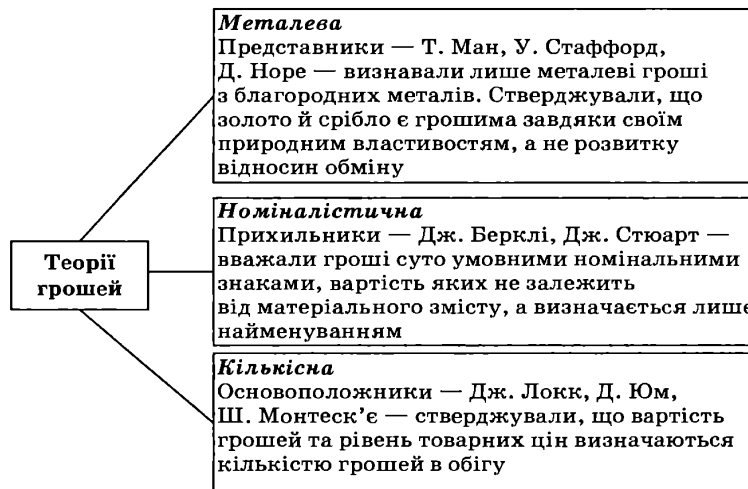 Металева
Представники — Т. Ман, У. Стаффорд,
Д. Норе — визнавали лише металеві гроші
з благородних металів. Стверджували, що
золото й срібло є грошима завдяки своїм
природним властивостям, а не розвитку
відносин обміну
Теорії
грошей
Номіналістична
Прихильники — Дж. Берклі, Дж. Стюарт —
вважали гроші суто умовними номінальними
знаками, вартість яких не залежить
від матеріального змісту, а визначається лише
найменуванням
Кількісна
Основоположники — Дж. Локк, Д. Юм,
Ш. Монтеск’є — стверджували, що вартість
грошей та рівень товарних цін визначаються
кількістю грошей в обігу